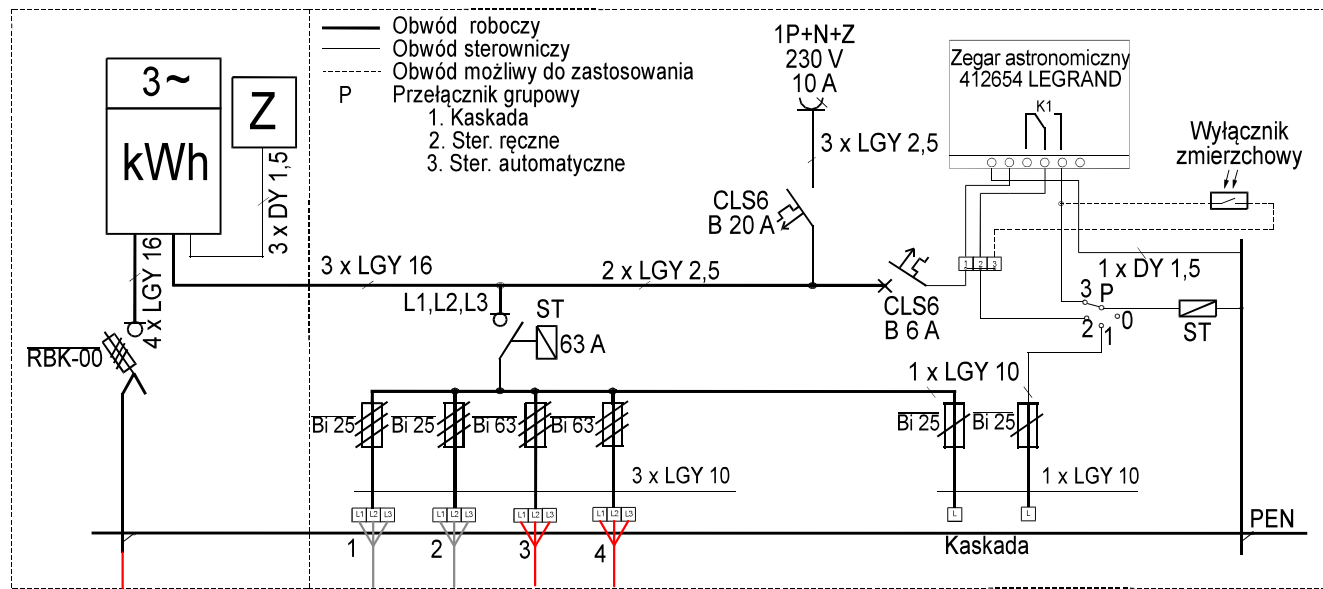 Obwód roboczy
Obwód sterowniczy
Obwód możliwy do zastosowania
P Przełącznik grupowy
1. Kaskada
2. Ster. ręczne
3. Ster. automatyczne
3 ~
kWh
Z
3 x DY 1,5
4 x LGY 16
RBK-00
3 x LGY 16
2 x LGY 2,5
L1,L2,L3
ST
63 A
1P+N+Z
230 V
10 A
3 x LGY 2,5
CLS6
B 20 A
Zegar astronomiczny
412654 LEGRAND
K1
Wyłącznik
zmierzchowy
1 2 3
CLS6
B 6 A
1 x DY 1,5
3 P
2 1 0
ST
1 x LGY 10
Bi 25 Bi 25 Bi 63 Bi 63 Bi 25 Bi 25
3 x LGY 10
1 x LGY 10
L1 L2 L3 L1 L2 L3 L1 L2 L3 L1 L2 L3 L L
PEN
1 2 3 4
Kaskada